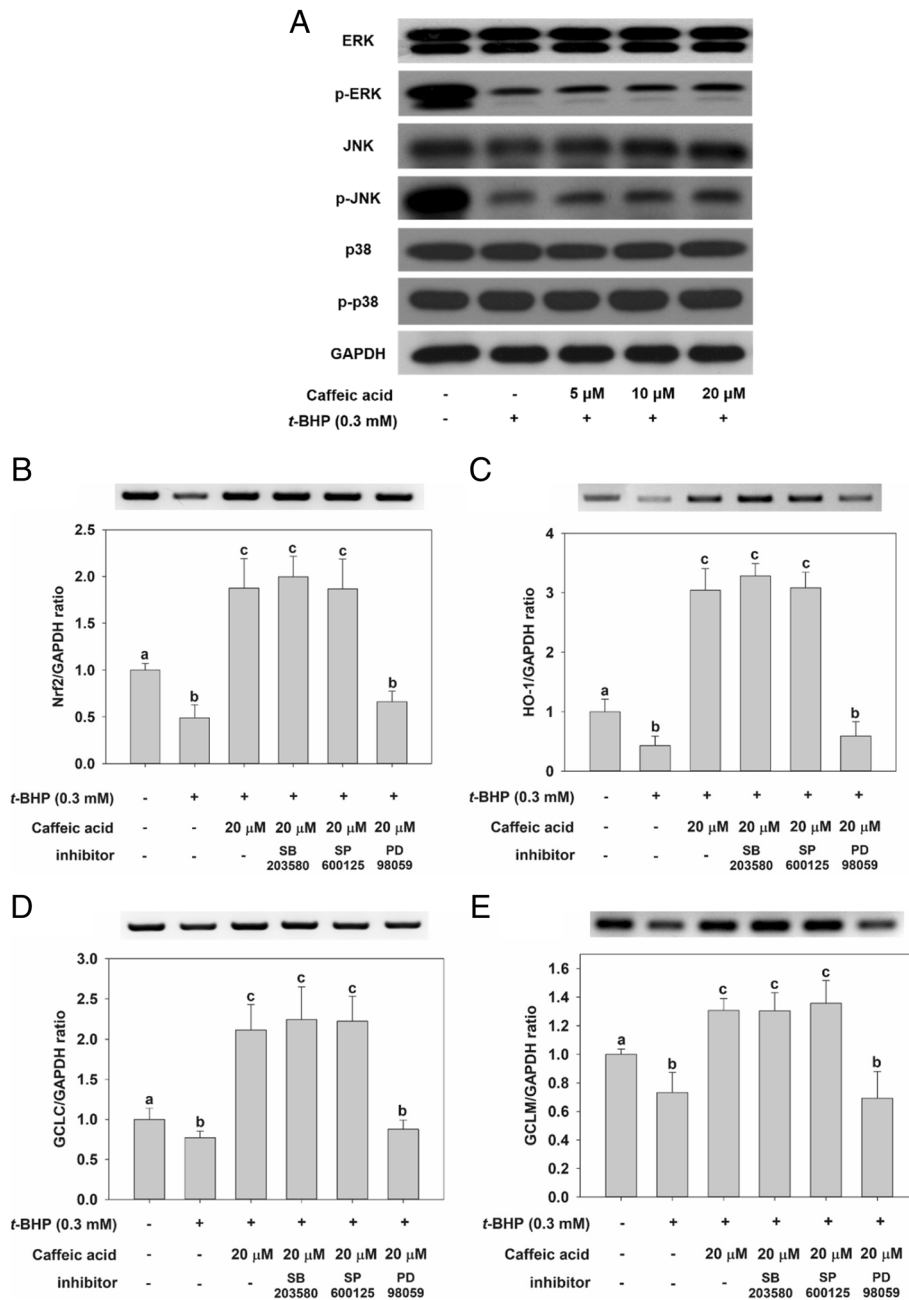 A
ERK
p-ERK
JNK
p-JNK
p38
p-p38
GAPDH
Caffeic acid - - 5 µM 10 µM 20 µM
t-BHP (0.3 mM) - + + + +
B
Nrf2/GAPDH ratio
2.5
2.0
1.5
1.0
0.5
0.0
a b c c c b
t-BHP (0.3 mM) - + + + + +
Caffeic acid - - 20 µM 20 µM 20 µM 20 µM
inhibitor - - - SB 203580 SP 600125 PD 98059
C
HO-1/GAPDH ratio
4
3
2
1
0
a b c c c b
t-BHP (0.3 mM) - + + + + +
Caffeic acid - - 20 µM 20 µM 20 µM 20 µM
inhibitor - - - SB 203580 SP 600125 PD 98059
D
GCLC/GAPDH ratio
3.0
2.5
2.0
1.5
1.0
0.5
0.0
a b c c c b
t-BHP (0.3 mM) - + + + + +
Caffeic acid - - 20 µM 20 µM 20 µM 20 µM
inhibitor - - - SB 203580 SP 600125 PD 98059
E
GCLM/GAPDH ratio
1.6
1.4
1.2
1.0
0.8
0.6
0.4
0.2
0.0
a b c c c b
t-BHP (0.3 mM) - + + + + +
Caffeic acid - - 20 µM 20 µM 20 µM 20 µM
inhibitor - - - SB 203580 SP 600125 PD 98059